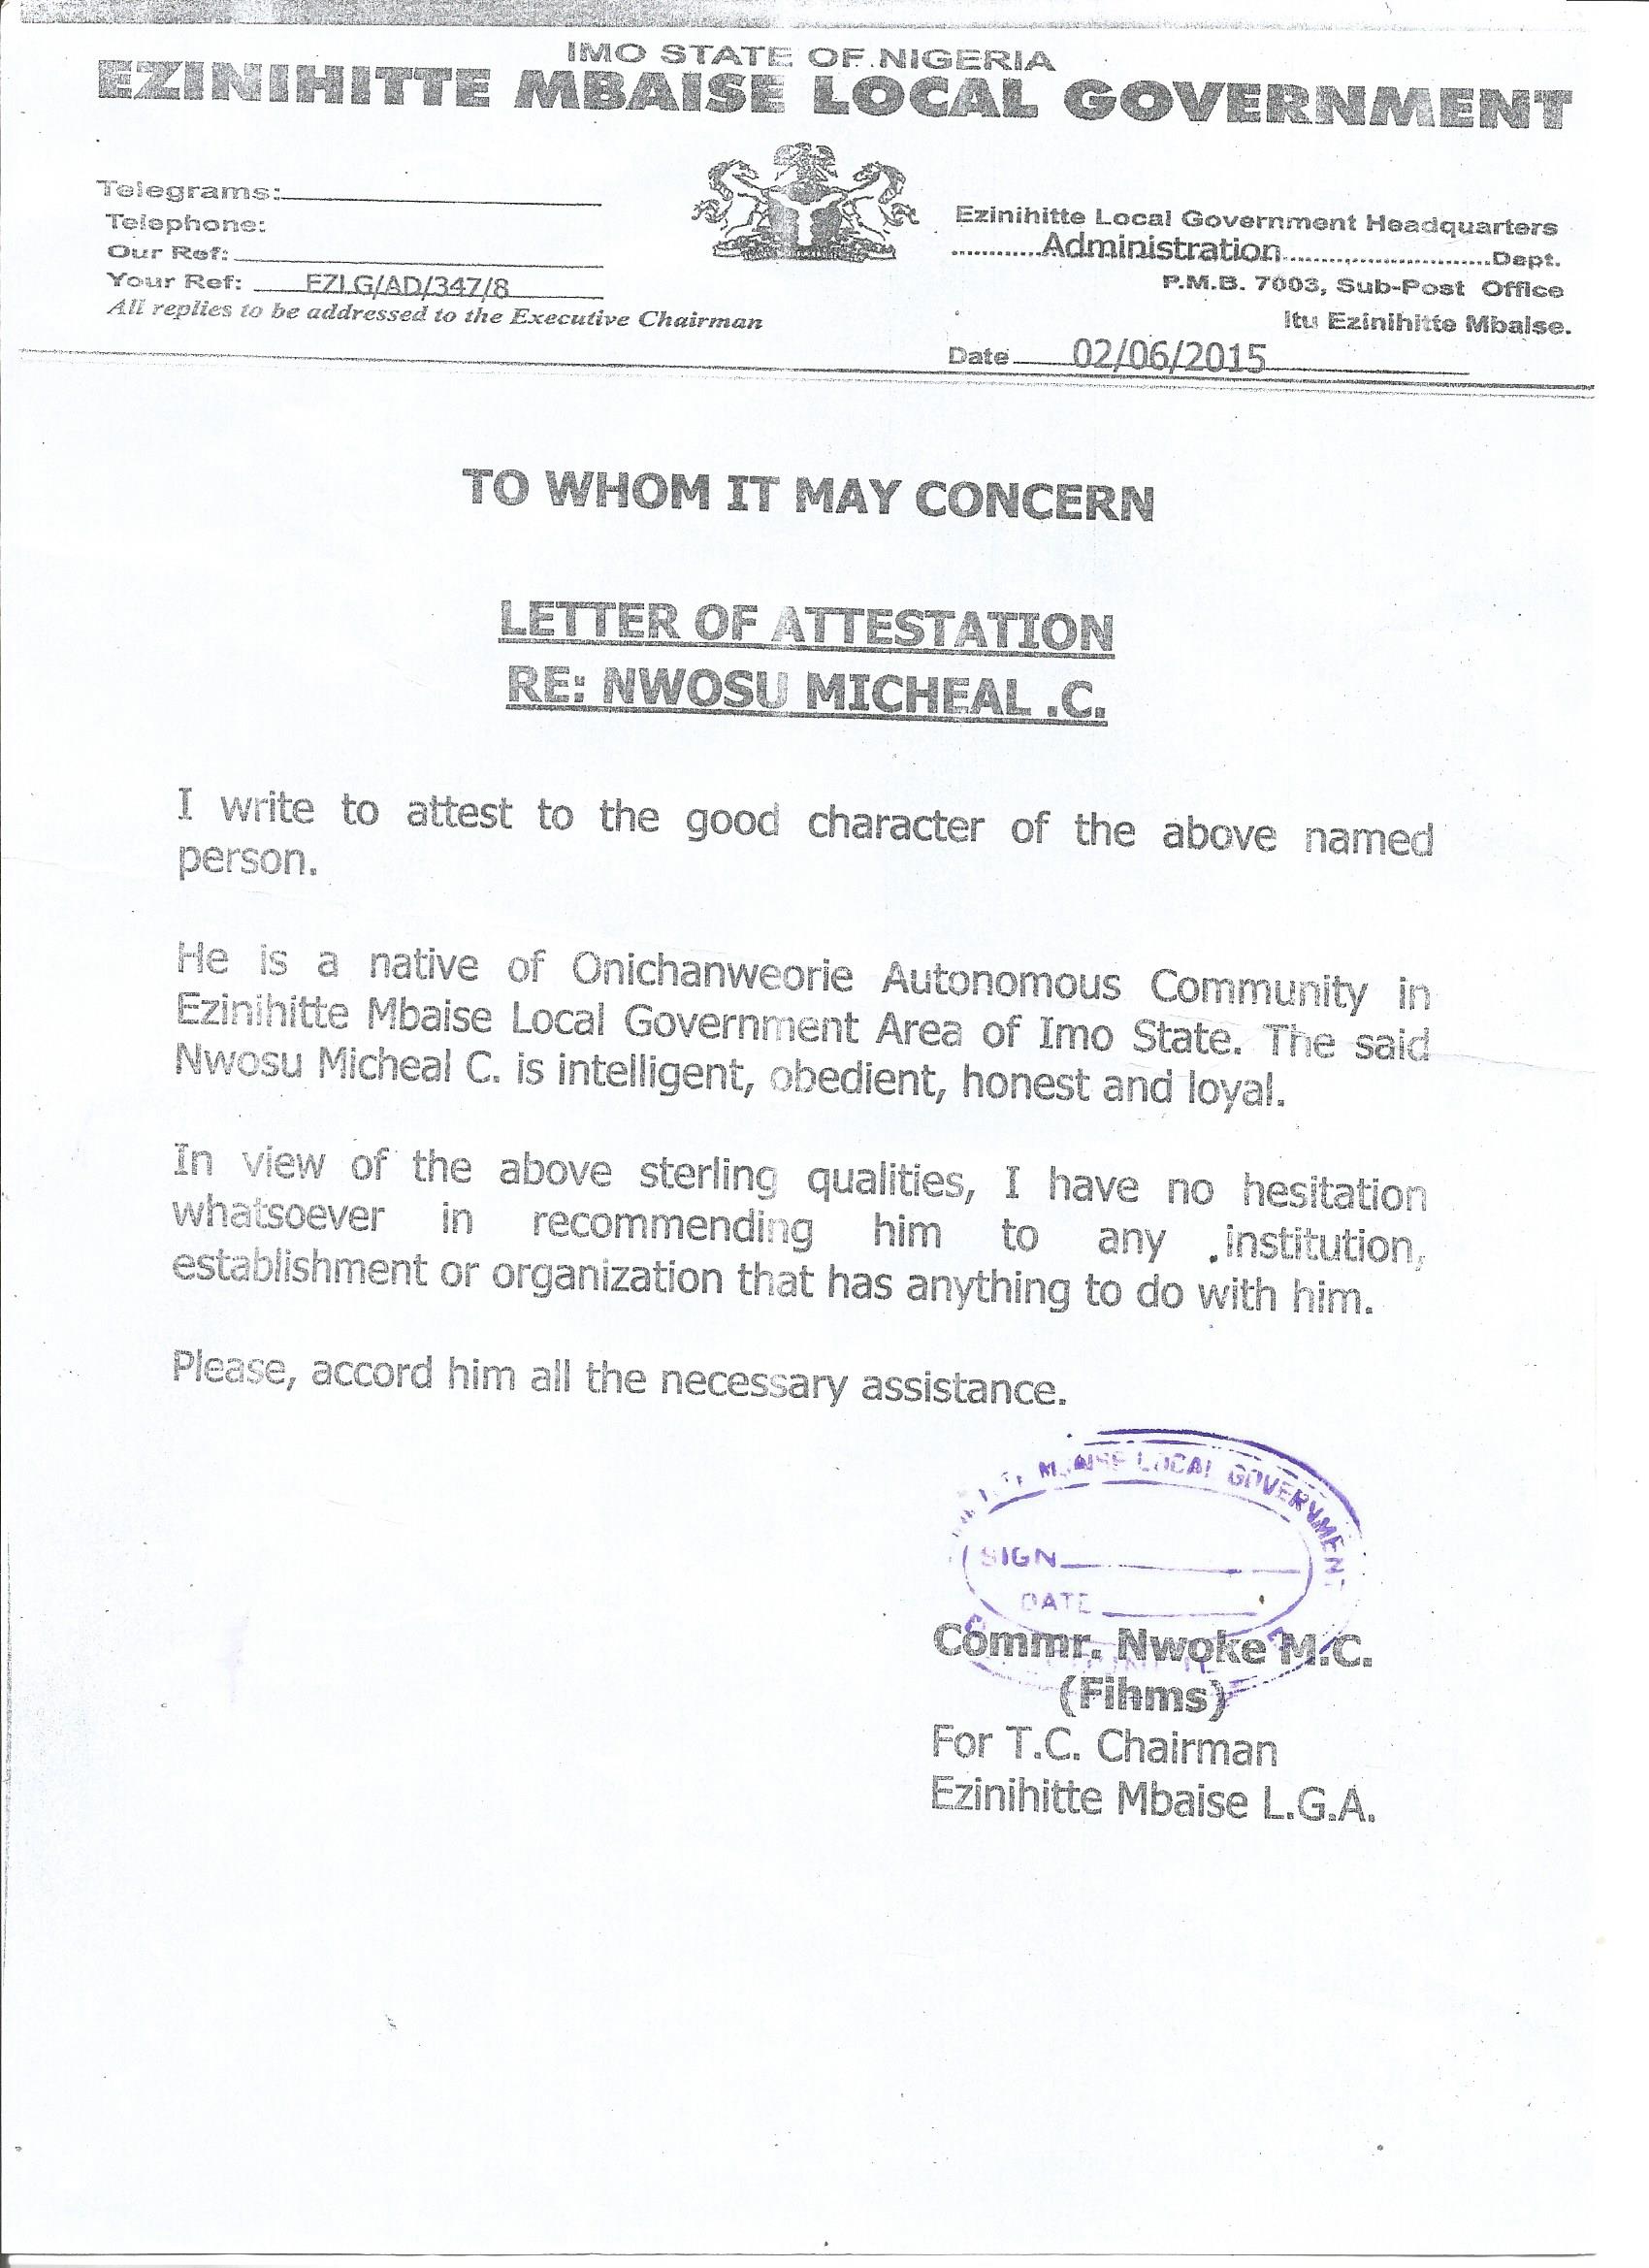 IMO STATE OF NIGERIA
EZINIHITTE MBAISE LOCAL GOVERNMENT
Telegrams:
Telephone:
Our Ref:
Your Ref: EZLG/AD/347/8
All replies to be addressed to the Executive Chairman
Ezinihitte Local Government Headquarters
...........Administration..............................Dept.
P.M.B. 7003, Sub-Post Office
Itu Ezinihitte Mbaise.
Date 02/06/2015
TO WHOM IT MAY CONCERN
LETTER OF ATTESTATION
RE: NWOSU MICHEAL .C.
I write to attest to the good character of the above named
person.
He is a native of Onichanweorie Autonomous Community in
Ezinihitte Mbaise Local Government Area of Imo State. The said
Nwosu Micheal C. is intelligent, obedient, honest and loyal.
In view of the above sterling qualities, I have no hesitation
whatsoever in recommending him to any institution,
establishment or organization that has anything to do with him.
Please, accord him all the necessary assistance.
MBAISE LOCAL GOVERNMENT
SIGN
DATE
Commr. Nwoke M.C.
(Fihms)
For T.C. Chairman
Ezinihitte Mbaise L.G.A.